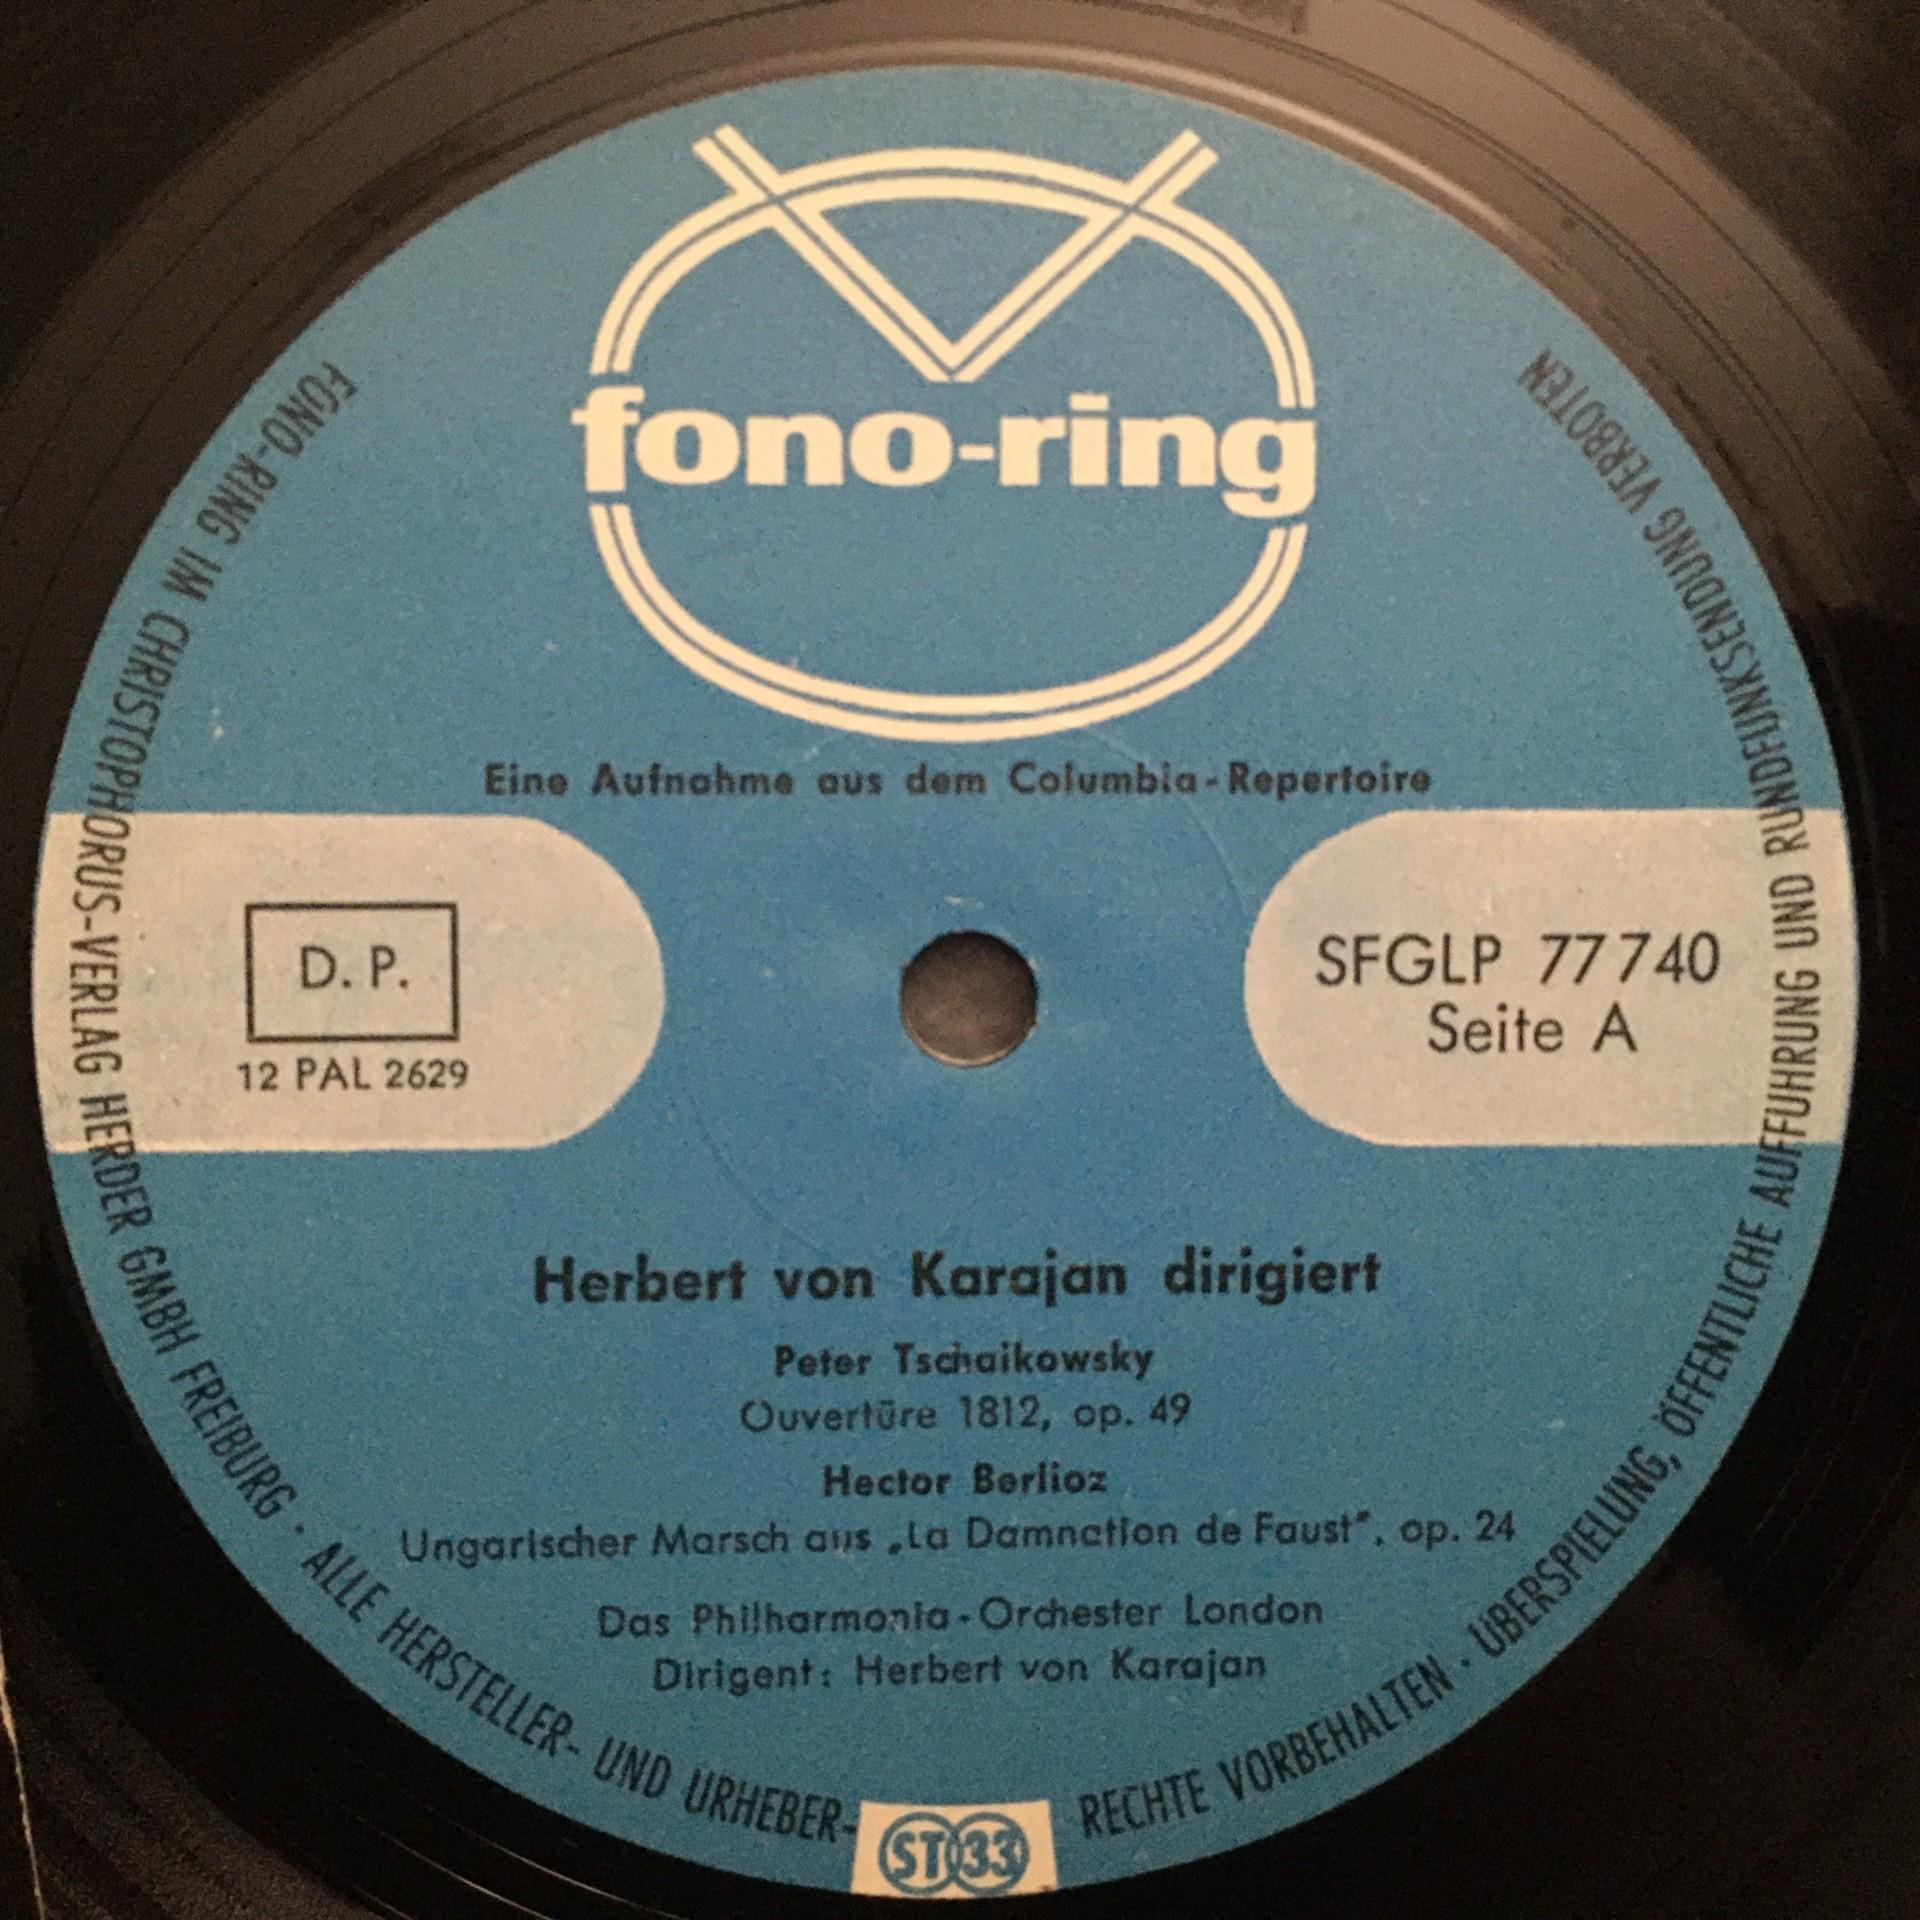 fono-ring
Eine Aufnahme aus dem Columbia-Repertoire
D. P.
12 PAL 2629
SFGLP 77 740
Seite A
Herbert von Karajan dirigiert
Peter Tschaikowsky
Ouvertüre 1812, op. 49
Hector Berlioz
Ungarischer Marsch aus „La Damnation de Faust", op. 24
Das Philharmonia-Orchester London
Dirigent: Herbert von Karajan
FONO-RING IM CHRISTOPHORUS-VERLAG HERDER GMBH FREIBURG · ALLE HERSTELLER- UND URHEBER-RECHTE VORBEHALTEN · ÜBERSPIELUNG, ÖFFENTLICHE AUFFÜHRUNG UND RUNDFUNKSENDUNG VERBOTEN
ST 33